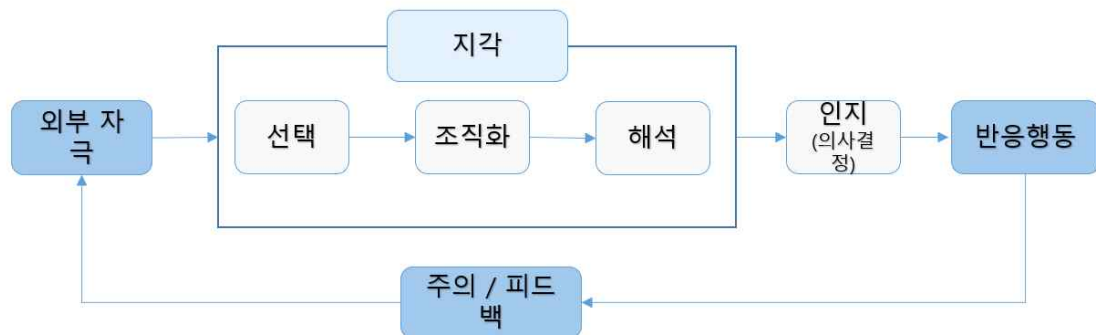 지각
외부 자
극
선택
조직화
해석
인지
(의사결
정)
반응행동
주의 / 피드
백